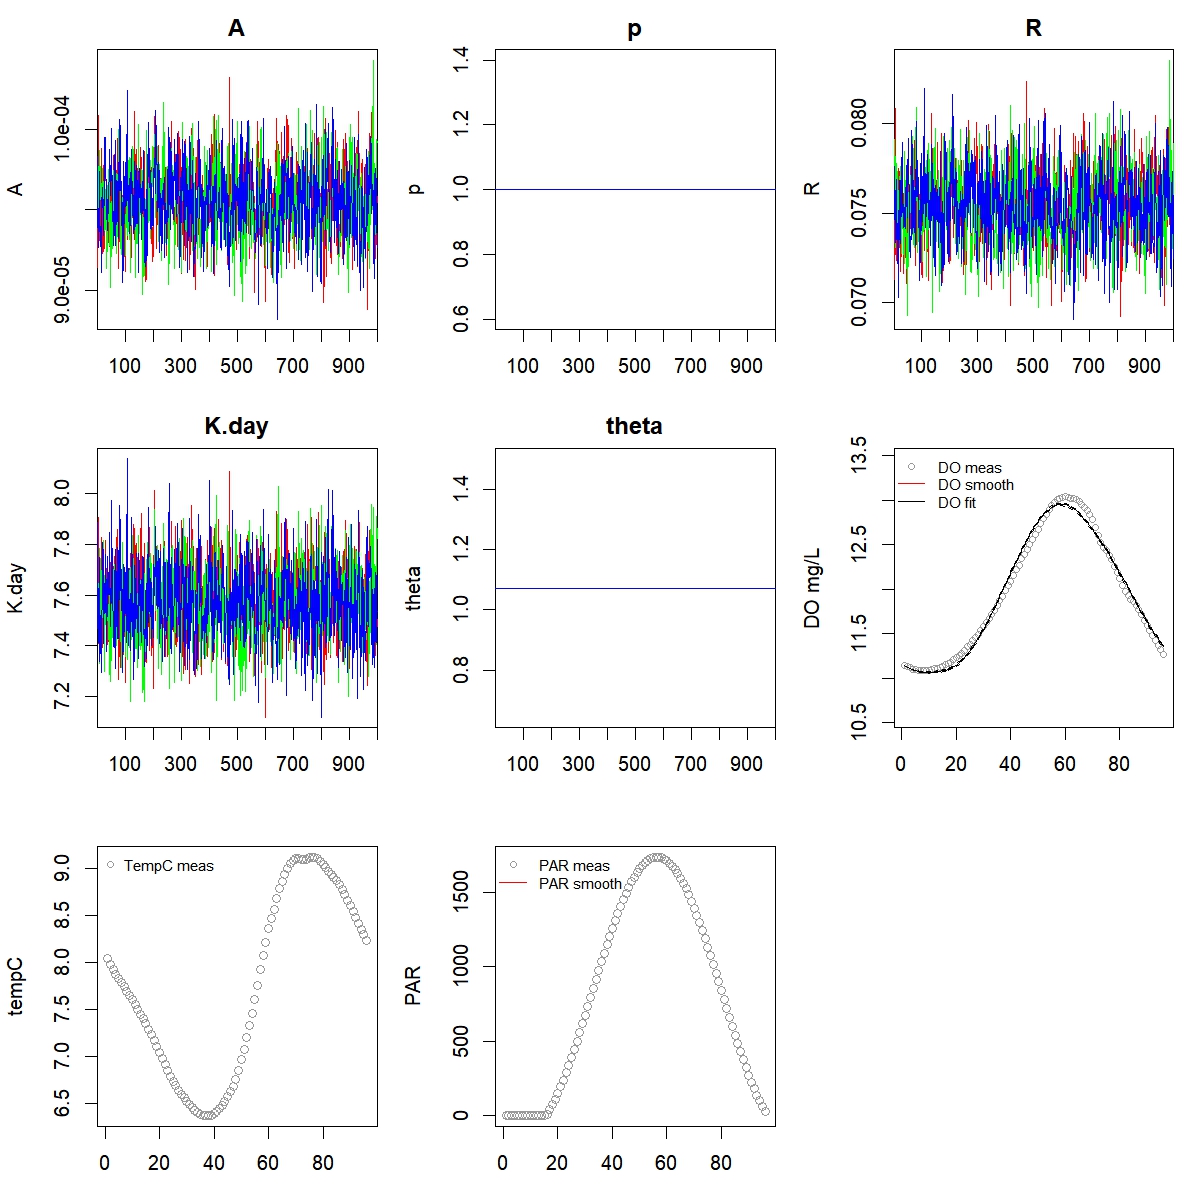 A
A
9.0e-05 1.0e-04
100 300 500 700 900
p
p
0.6 0.8 1.0 1.2 1.4
100 300 500 700 900
R
R
0.070 0.075 0.080
100 300 500 700 900
K.day
K.day
7.2 7.4 7.6 7.8 8.0
100 300 500 700 900
theta
theta
0.8 1.0 1.2 1.4
100 300 500 700 900
DO mg/L
10.5 11.5 12.5 13.5
DO meas
DO smooth
DO fit
0 20 40 60 80
tempC
6.5 7.0 7.5 8.0 8.5 9.0
TempC meas
0 20 40 60 80
PAR
0 500 1000 1500
PAR meas
PAR smooth
0 20 40 60 80